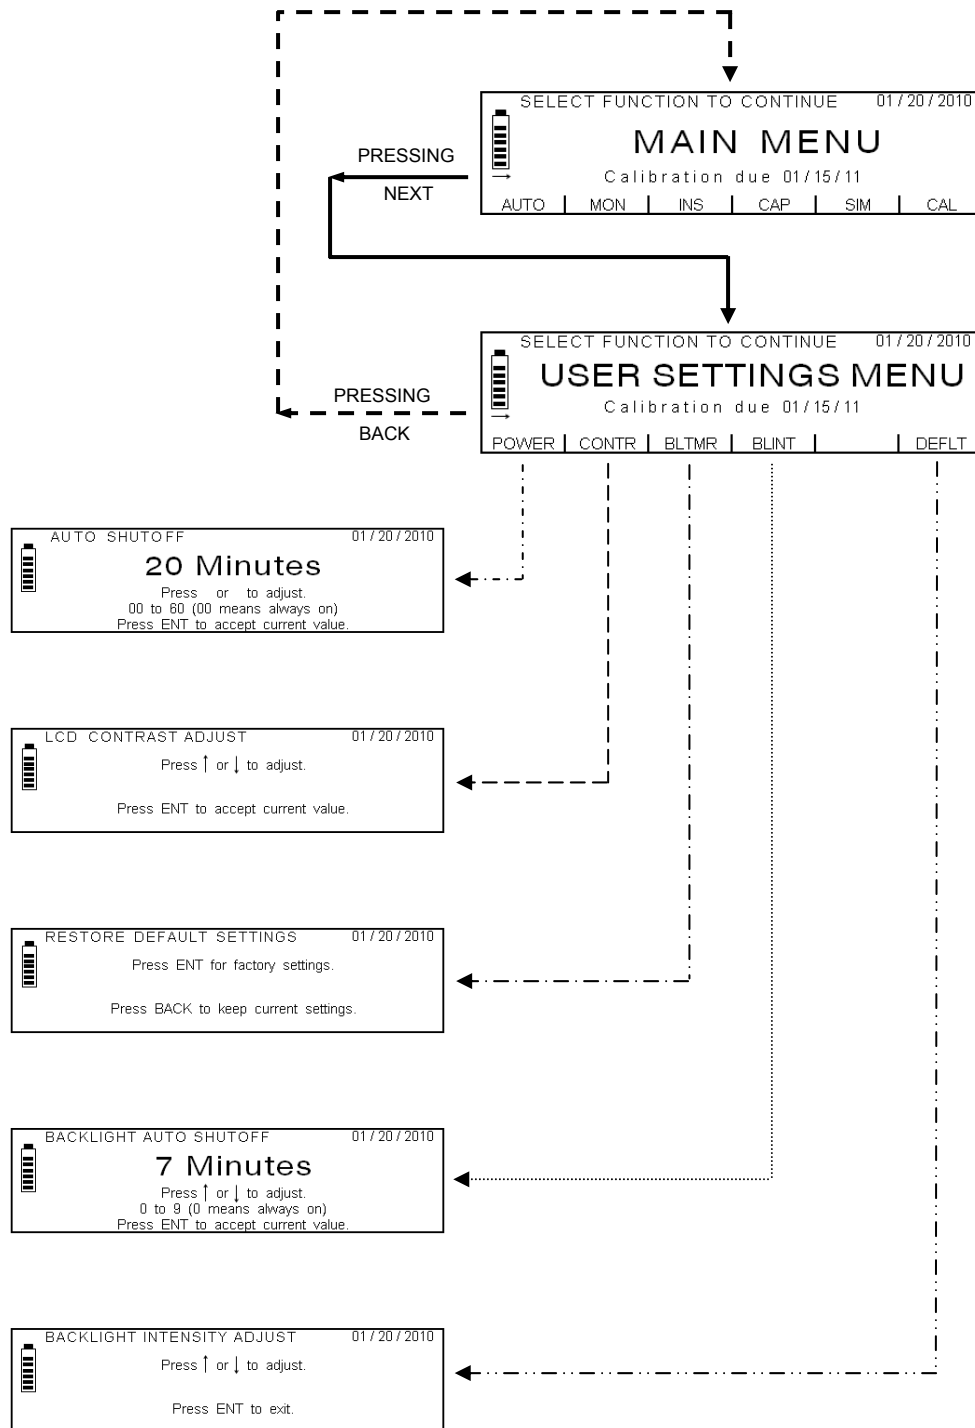 SELECT FUNCTION TO CONTINUE 01 / 20 / 2010
MAIN MENU
Calibration due 01/15/11
AUTO MON INS CAP SIM CAL
PRESSING
NEXT
SELECT FUNCTION TO CONTINUE 01 / 20 / 2010
USER SETTINGS MENU
Calibration due 01/15/11
POWER CONTR BLTMR BLINT DEFLT
PRESSING
BACK
AUTO SHUTOFF 01 / 20 / 2010
20 Minutes
Press or to adjust.
00 to 60 (00 means always on)
Press ENT to accept current value.
LCD CONTRAST ADJUST 01 / 20 / 2010
Press ↑ or ↓ to adjust.
Press ENT to accept current value.
RESTORE DEFAULT SETTINGS 01 / 20 / 2010
Press ENT for factory settings.
Press BACK to keep current settings.
BACKLIGHT AUTO SHUTOFF 01 / 20 / 2010
7 Minutes
Press ↑ or ↓ to adjust.
0 to 9 (0 means always on)
Press ENT to accept current value.
BACKLIGHT INTENSITY ADJUST 01 / 20 / 2010
Press ↑ or ↓ to adjust.
Press ENT to exit.